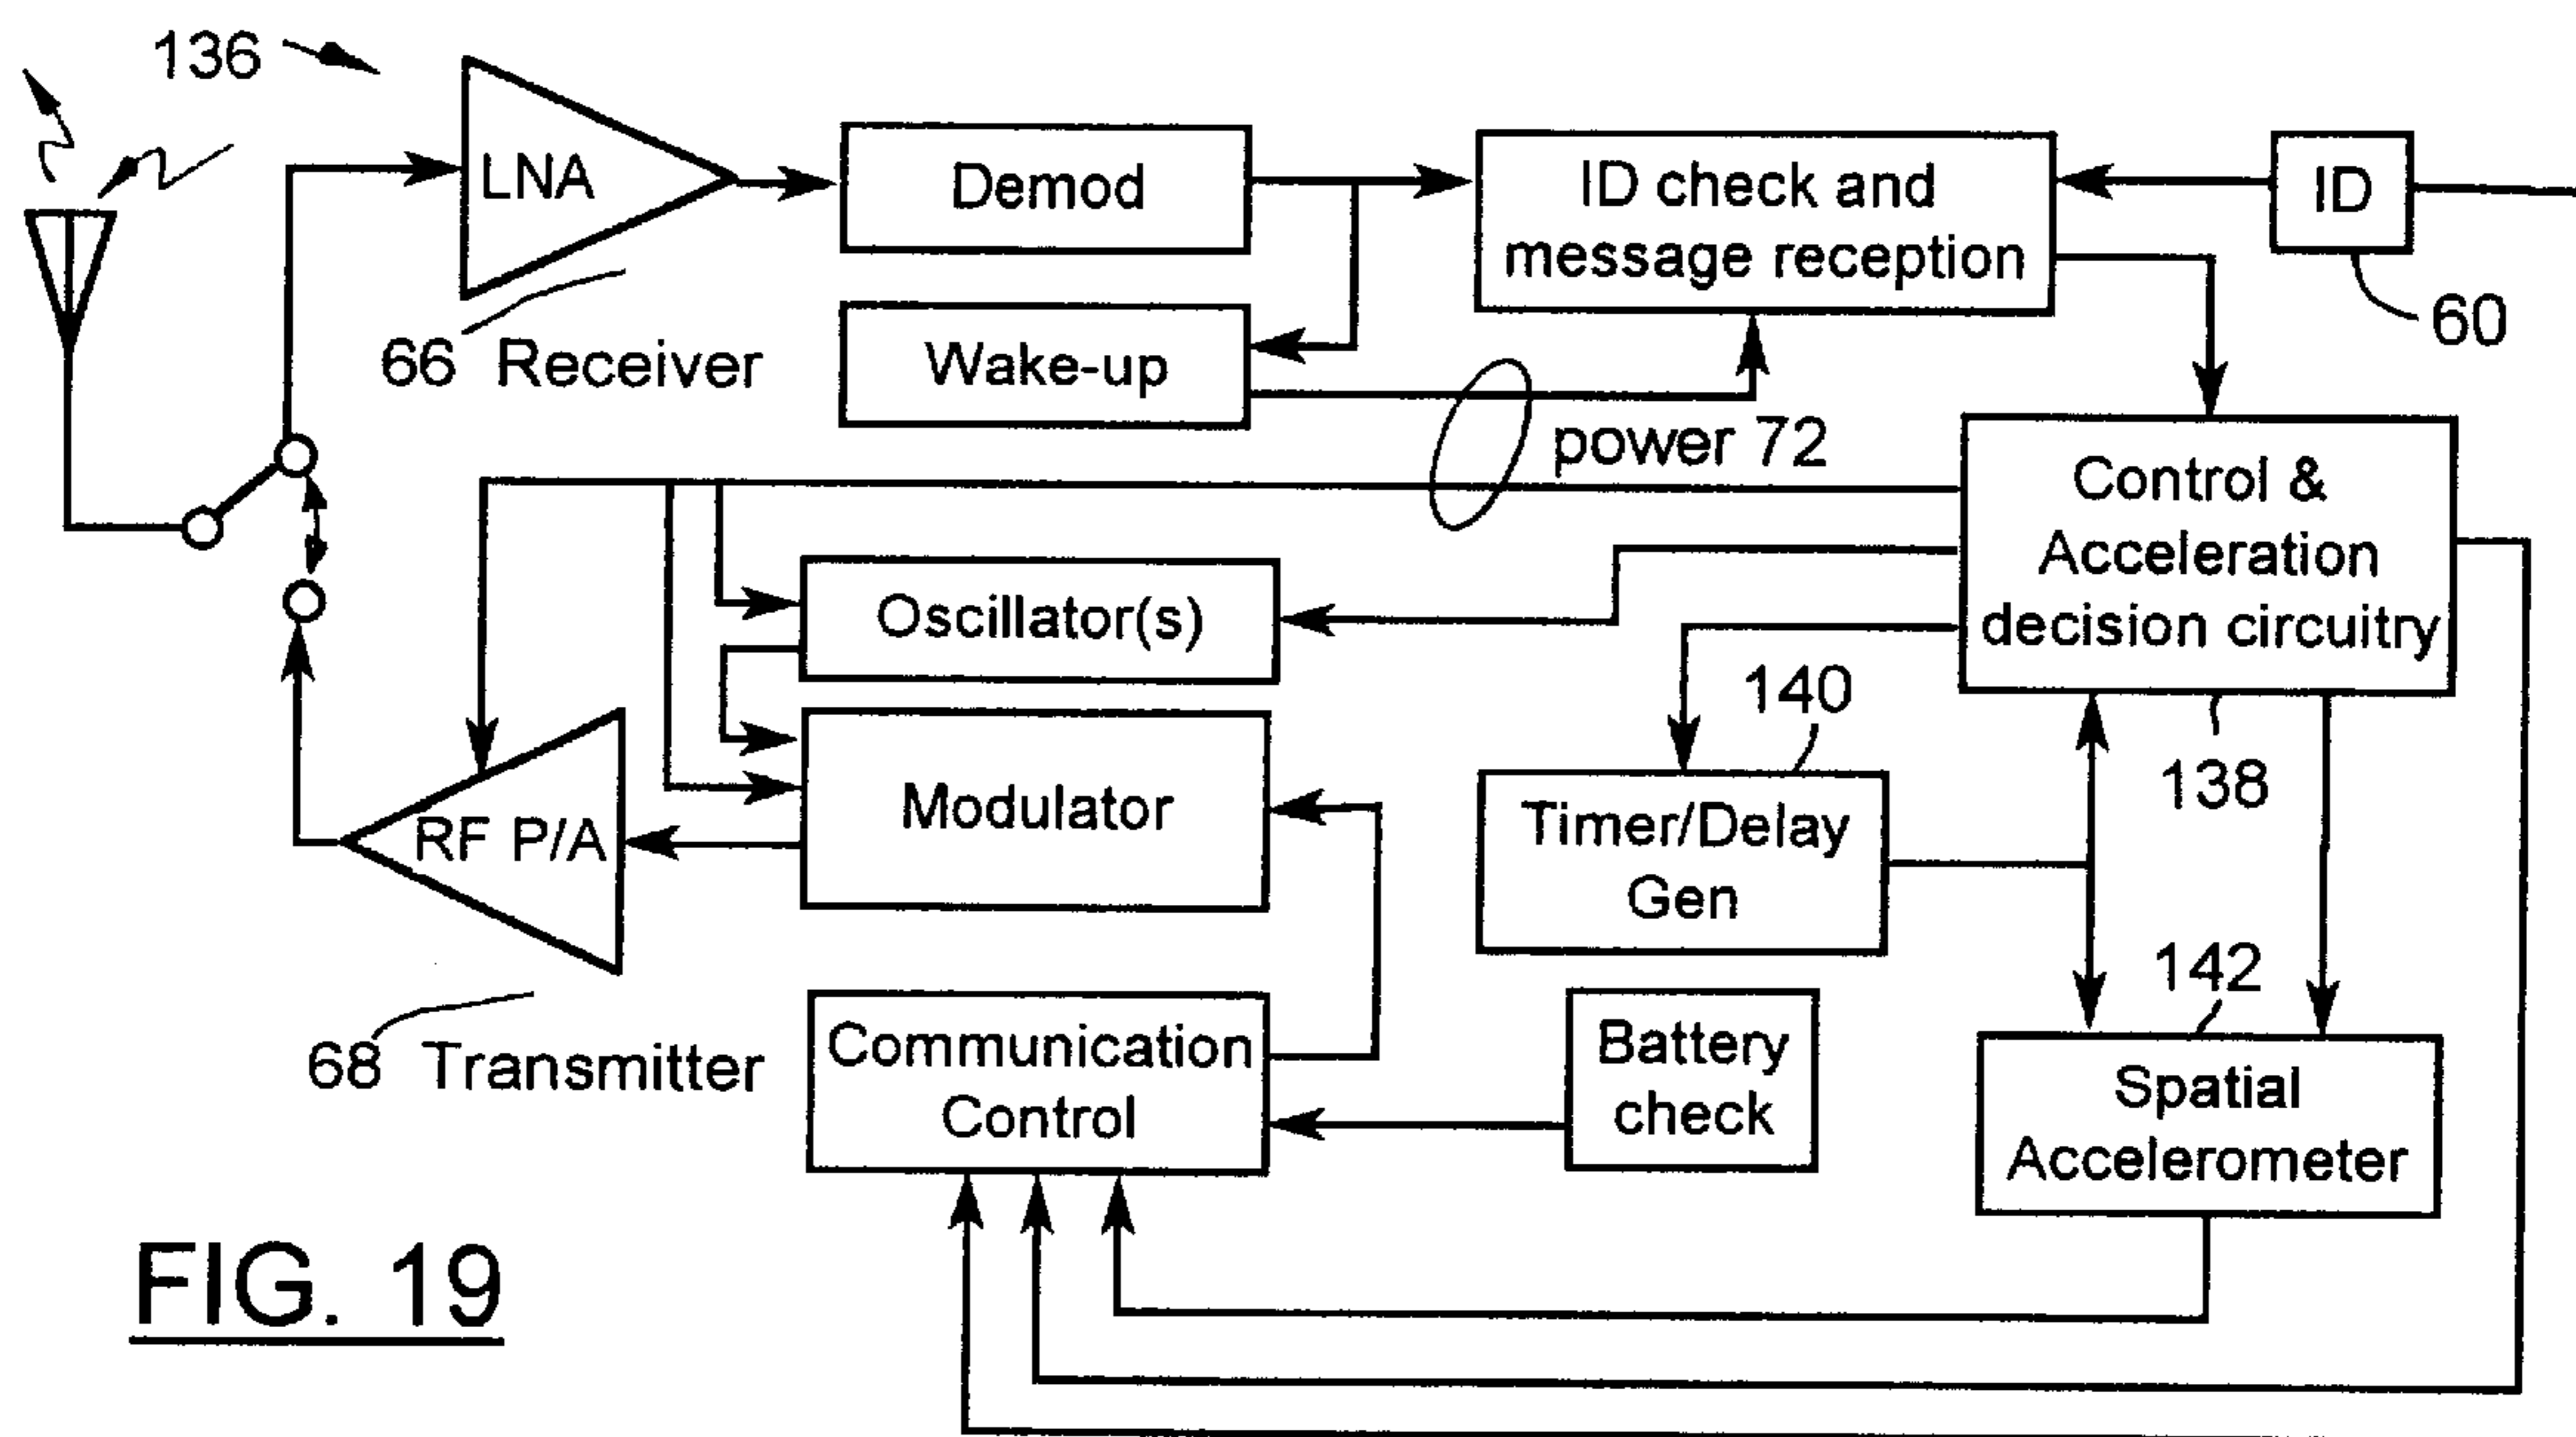 136
LNA
Demod
ID check and
message reception
ID
60
66 Receiver
Wake-up
power 72
Control &
Acceleration
decision circuitry
138
Oscillator(s)
140
Modulator
Timer/Delay
Gen
RF P/A
142
68 Transmitter
Communication
Control
Battery
check
Spatial
Accelerometer
FIG. 19